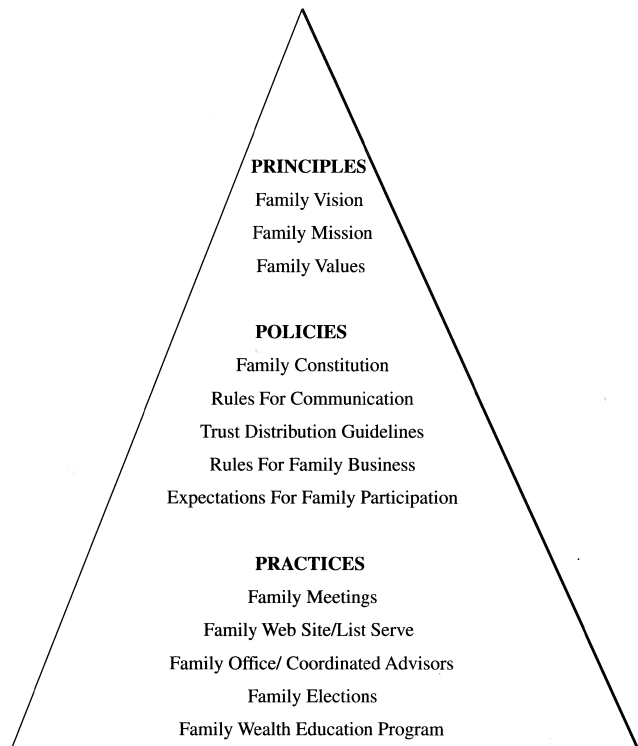 PRINCIPLES
Family Vision
Family Mission
Family Values
POLICIES
Family Constitution
Rules For Communication
Trust Distribution Guidelines
Rules For Family Business
Expectations For Family Participation
PRACTICES
Family Meetings
Family Web Site/List Serve
Family Office/ Coordinated Advisors
Family Elections
Family Wealth Education Program